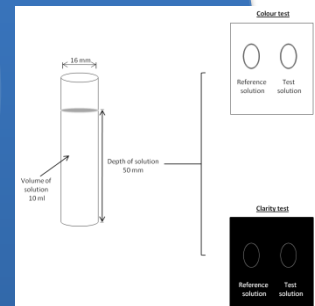 Colour test
16 mm
Reference
solution
Test
solution
Depth of solution
50 mm
Volume of
solution
10 ml
Clarity test
Reference
solution
Test
solution